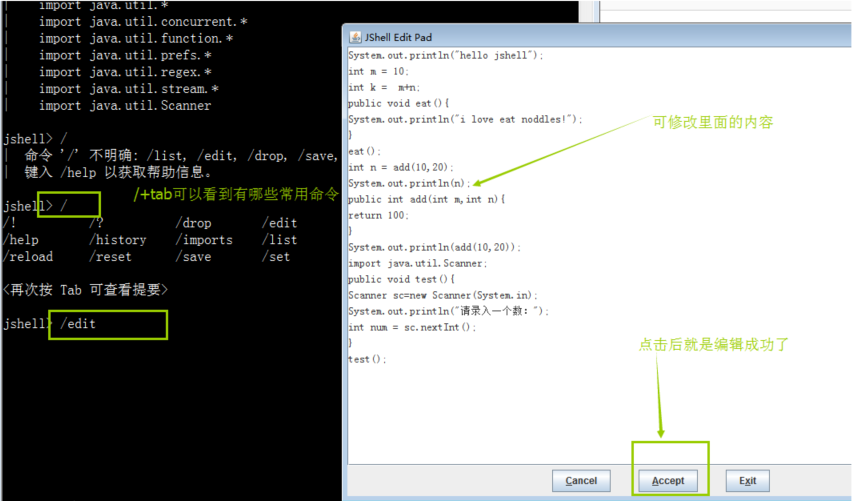 |    import java.util.*
|    import java.util.concurrent.*
|    import java.util.function.*
|    import java.util.prefs.*
|    import java.util.regex.*
|    import java.util.stream.*
|    import java.util.Scanner
jshell> /
|  命令 '/' 不明确: /list, /edit, /drop, /save,
|  键入 /help 以获取帮助信息。
/+tab可以看到有哪些常用命令
jshell> /
/!    /?    /drop    /edit
/help    /history    /imports    /list
/reload    /reset    /save    /set
<再次按 Tab 可查看提要>
jshell> /edit
JShell Edit Pad
System.out.println("hello jshell");
int m = 10;
int k =  m+n;
public void eat(){
System.out.println("i love eat noddles!");
}
eat();
int n = add(10,20);
System.out.println(n);
public int add(int m,int n){
return 100;
}
System.out.println(add(10,20));
import java.util.Scanner;
public void test(){
Scanner sc=new Scanner(System.in);
System.out.println("请录入一个数：");
int num = sc.nextInt();
}
test();
可修改里面的内容
点击后就是编辑成功了
Cancel
Accept
Exit